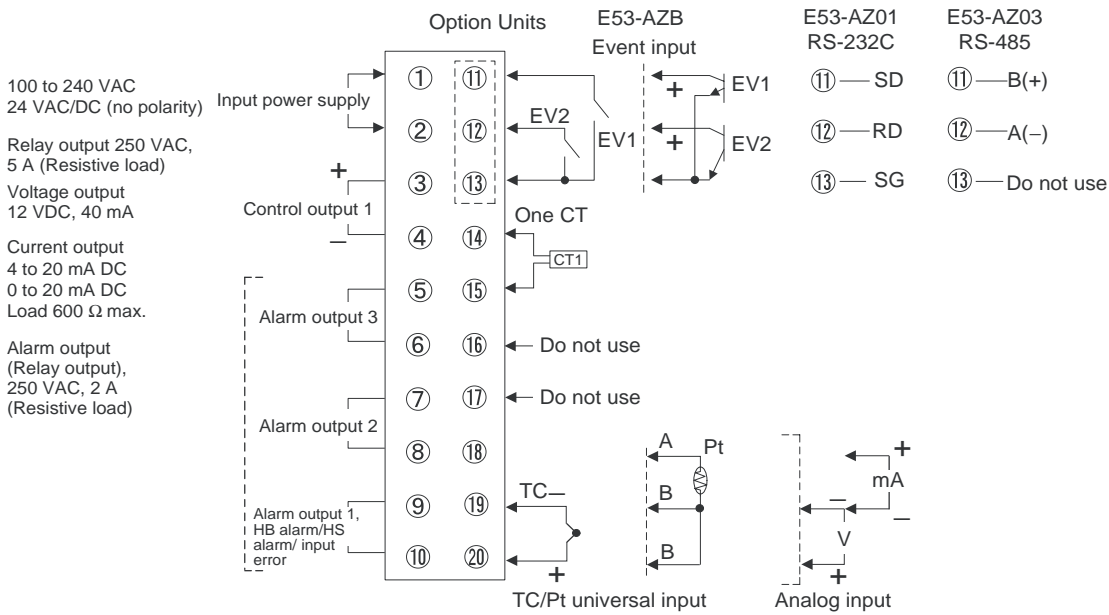 Option Units
E53-AZB
Event input
E53-AZ01
RS-232C
E53-AZ03
RS-485
100 to 240 VAC
24 VAC/DC (no polarity)
Input power supply
Relay output 250 VAC,
5 A (Resistive load)
Voltage output
12 VDC, 40 mA
Current output
4 to 20 mA DC
0 to 20 mA DC
Load 600 Ω max.
Alarm output
(Relay output),
250 VAC, 2 A
(Resistive load)
+
Control output 1
–
Alarm output 3
Alarm output 2
Alarm output 1,
HB alarm/HS
alarm/ input
error
① ⑪
② ⑫
③ ⑬
④ ⑭
⑤ ⑮
⑥ ⑯
⑦ ⑰
⑧ ⑱
⑨ ⑲
⑩ ⑳
EV2
EV1
+
EV1
+
EV2
⑪ — SD
⑫ — RD
⑬ — SG
⑪ — B(+)
⑫ — A(–)
⑬ — Do not use
One CT
CT1
Do not use
Do not use
TC–
+
A
Pt
B
B
TC/Pt universal input
+
mA
–
–
V
+
Analog input